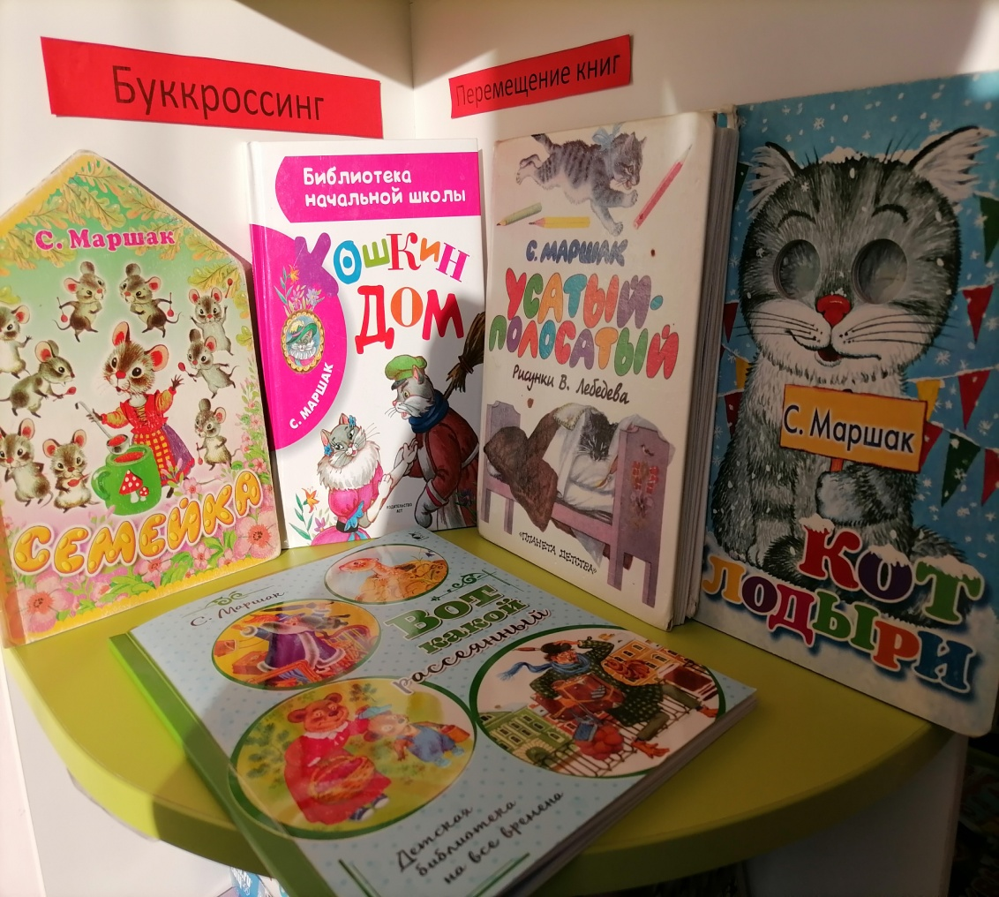 Буккроссинг
Перемещение книг
С. Маршак
СЕМЕЙКА
Библиотека
начальной школы
КОШКИН
ДОМ
С. МАРШАК
ИЗДАТЕЛЬСТВО
АСТ
С. МАРШАК
УСАТЫЙ-
ПОЛОСАТЫЙ
Рисунки В. Лебедева
"ПЛАНЕТА ДЕТСТВА"
С. Маршак
КОТ
ЛОДЫРИ
С. Маршак
ВОТ
какой
рассеянный
Детская
библиотека
на все времена